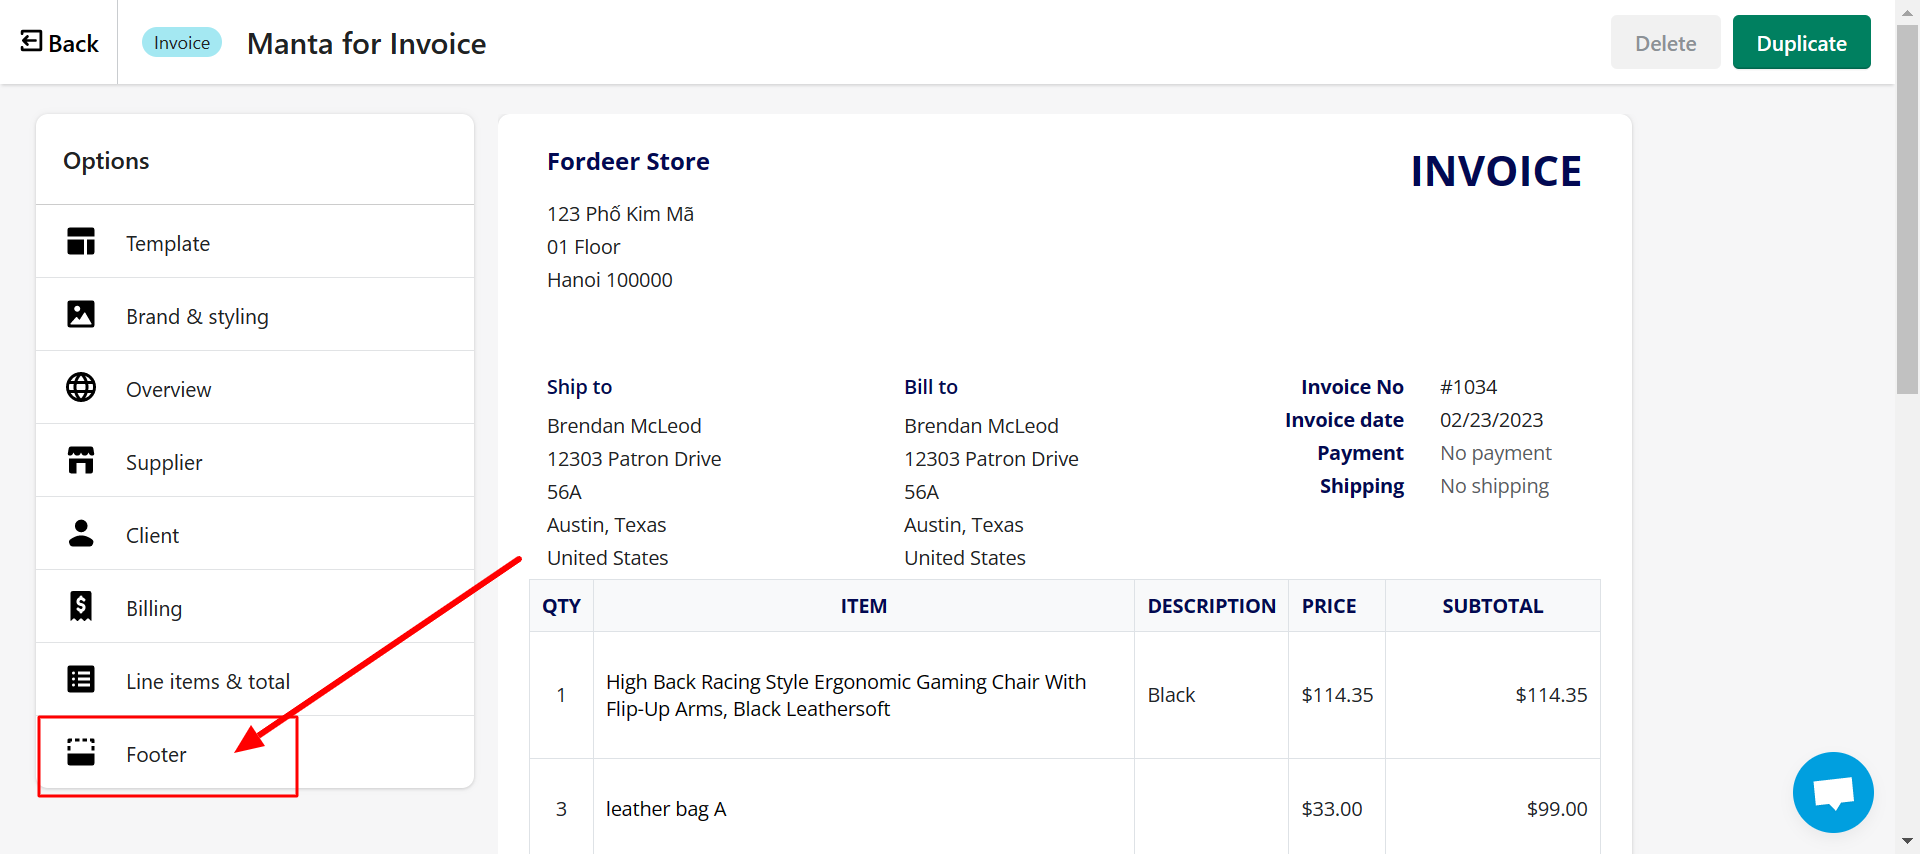 Back
Invoice
Manta for Invoice
Delete
Duplicate
Options
Template
Brand & styling
Overview
Supplier
Client
Billing
Line items & total
Footer
Fordeer Store
INVOICE
123 Phố Kim Mã
01 Floor
Hanoi 100000
Ship to
Brendan McLeod
12303 Patron Drive
56A
Austin, Texas
United States
Bill to
Brendan McLeod
12303 Patron Drive
56A
Austin, Texas
United States
Invoice No #1034
Invoice date 02/23/2023
Payment No payment
Shipping No shipping
QTY ITEM DESCRIPTION PRICE SUBTOTAL
1 High Back Racing Style Ergonomic Gaming Chair With
Flip-Up Arms, Black Leathersoft
Black $114.35 $114.35
3 leather bag A $33.00 $99.00